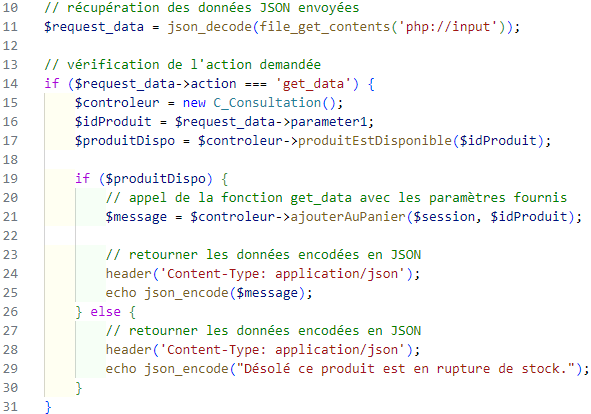 10 // récupération des données JSON envoyées
11 $request_data = json_decode(file_get_contents('php://input'));
12
13 // vérification de l'action demandée
14 if ($request_data->action === 'get_data') {
15     $controleur = new C_Consultation();
16     $idProduit = $request_data->parameter1;
17     $produitDispo = $controleur->produitEstDisponible($idProduit);
18
19     if ($produitDispo) {
20         // appel de la fonction get_data avec les paramètres fournis
21         $message = $controleur->ajouterAuPanier($session, $idProduit);
22
23         // retourner les données encodées en JSON
24         header('Content-Type: application/json');
25         echo json_encode($message);
26     } else {
27         // retourner les données encodées en JSON
28         header('Content-Type: application/json');
29         echo json_encode("Désolé ce produit est en rupture de stock.");
30     }
31 }